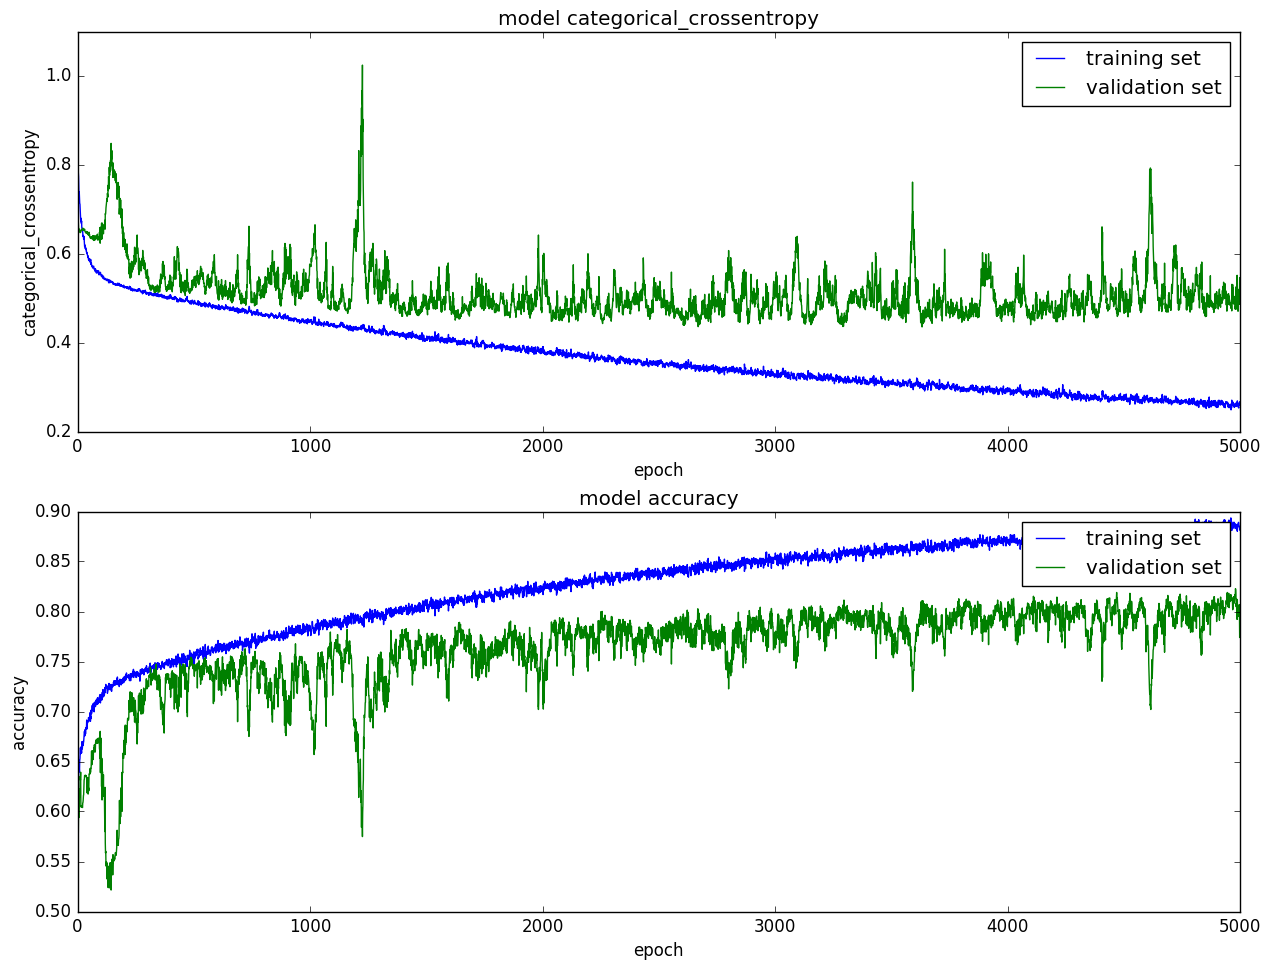 model categorical_crossentropy
training set
validation set
categorical_crossentropy
1.0
0.8
0.6
0.4
0.2
0 1000 2000 3000 4000 5000
epoch
model accuracy
training set
validation set
accuracy
0.90
0.85
0.80
0.75
0.70
0.65
0.60
0.55
0.50
0 1000 2000 3000 4000 5000
epoch